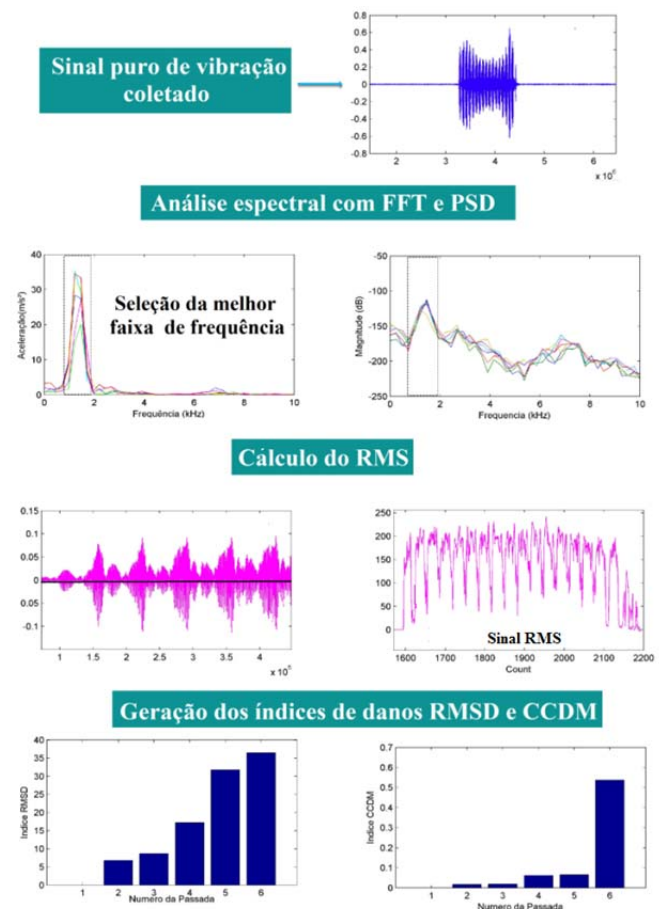 Sinal puro de vibração
coletado
0.8
0.6
0.4
0.2
0
-0.2
-0.4
-0.6
-0.8
2 3 4 5 6
x 10
Análise espectral com FFT e PSD
40
30
20
10
0
Aceleração(m/s²)
Seleção da melhor
faixa de frequência
0 2 4 6 8 10
Frequência (kHz)
-50
-100
-150
-200
-250
Magnitude (dB)
0 2 4 6 8 10
Frequencia (kHz)
Cálculo do RMS
0.15
0.1
0.05
0
0.05
-0.1
1 1.5 2 2.5 3 3.5 4
x 10
250
200
150
100
50
0
Sinal RMS
1600 1700 1800 1900 2000 2100 2200
Count
Geração dos índices de danos RMSD e CCDM
40
35
30
25
20
15
10
5
0
Indice RMSD
1 2 3 4 5 6
Numero da Passada
0.7
0.6
0.5
0.4
0.3
0.2
0.1
0
Indice CCDM
1 2 3 4 5 6
Numero da Passada